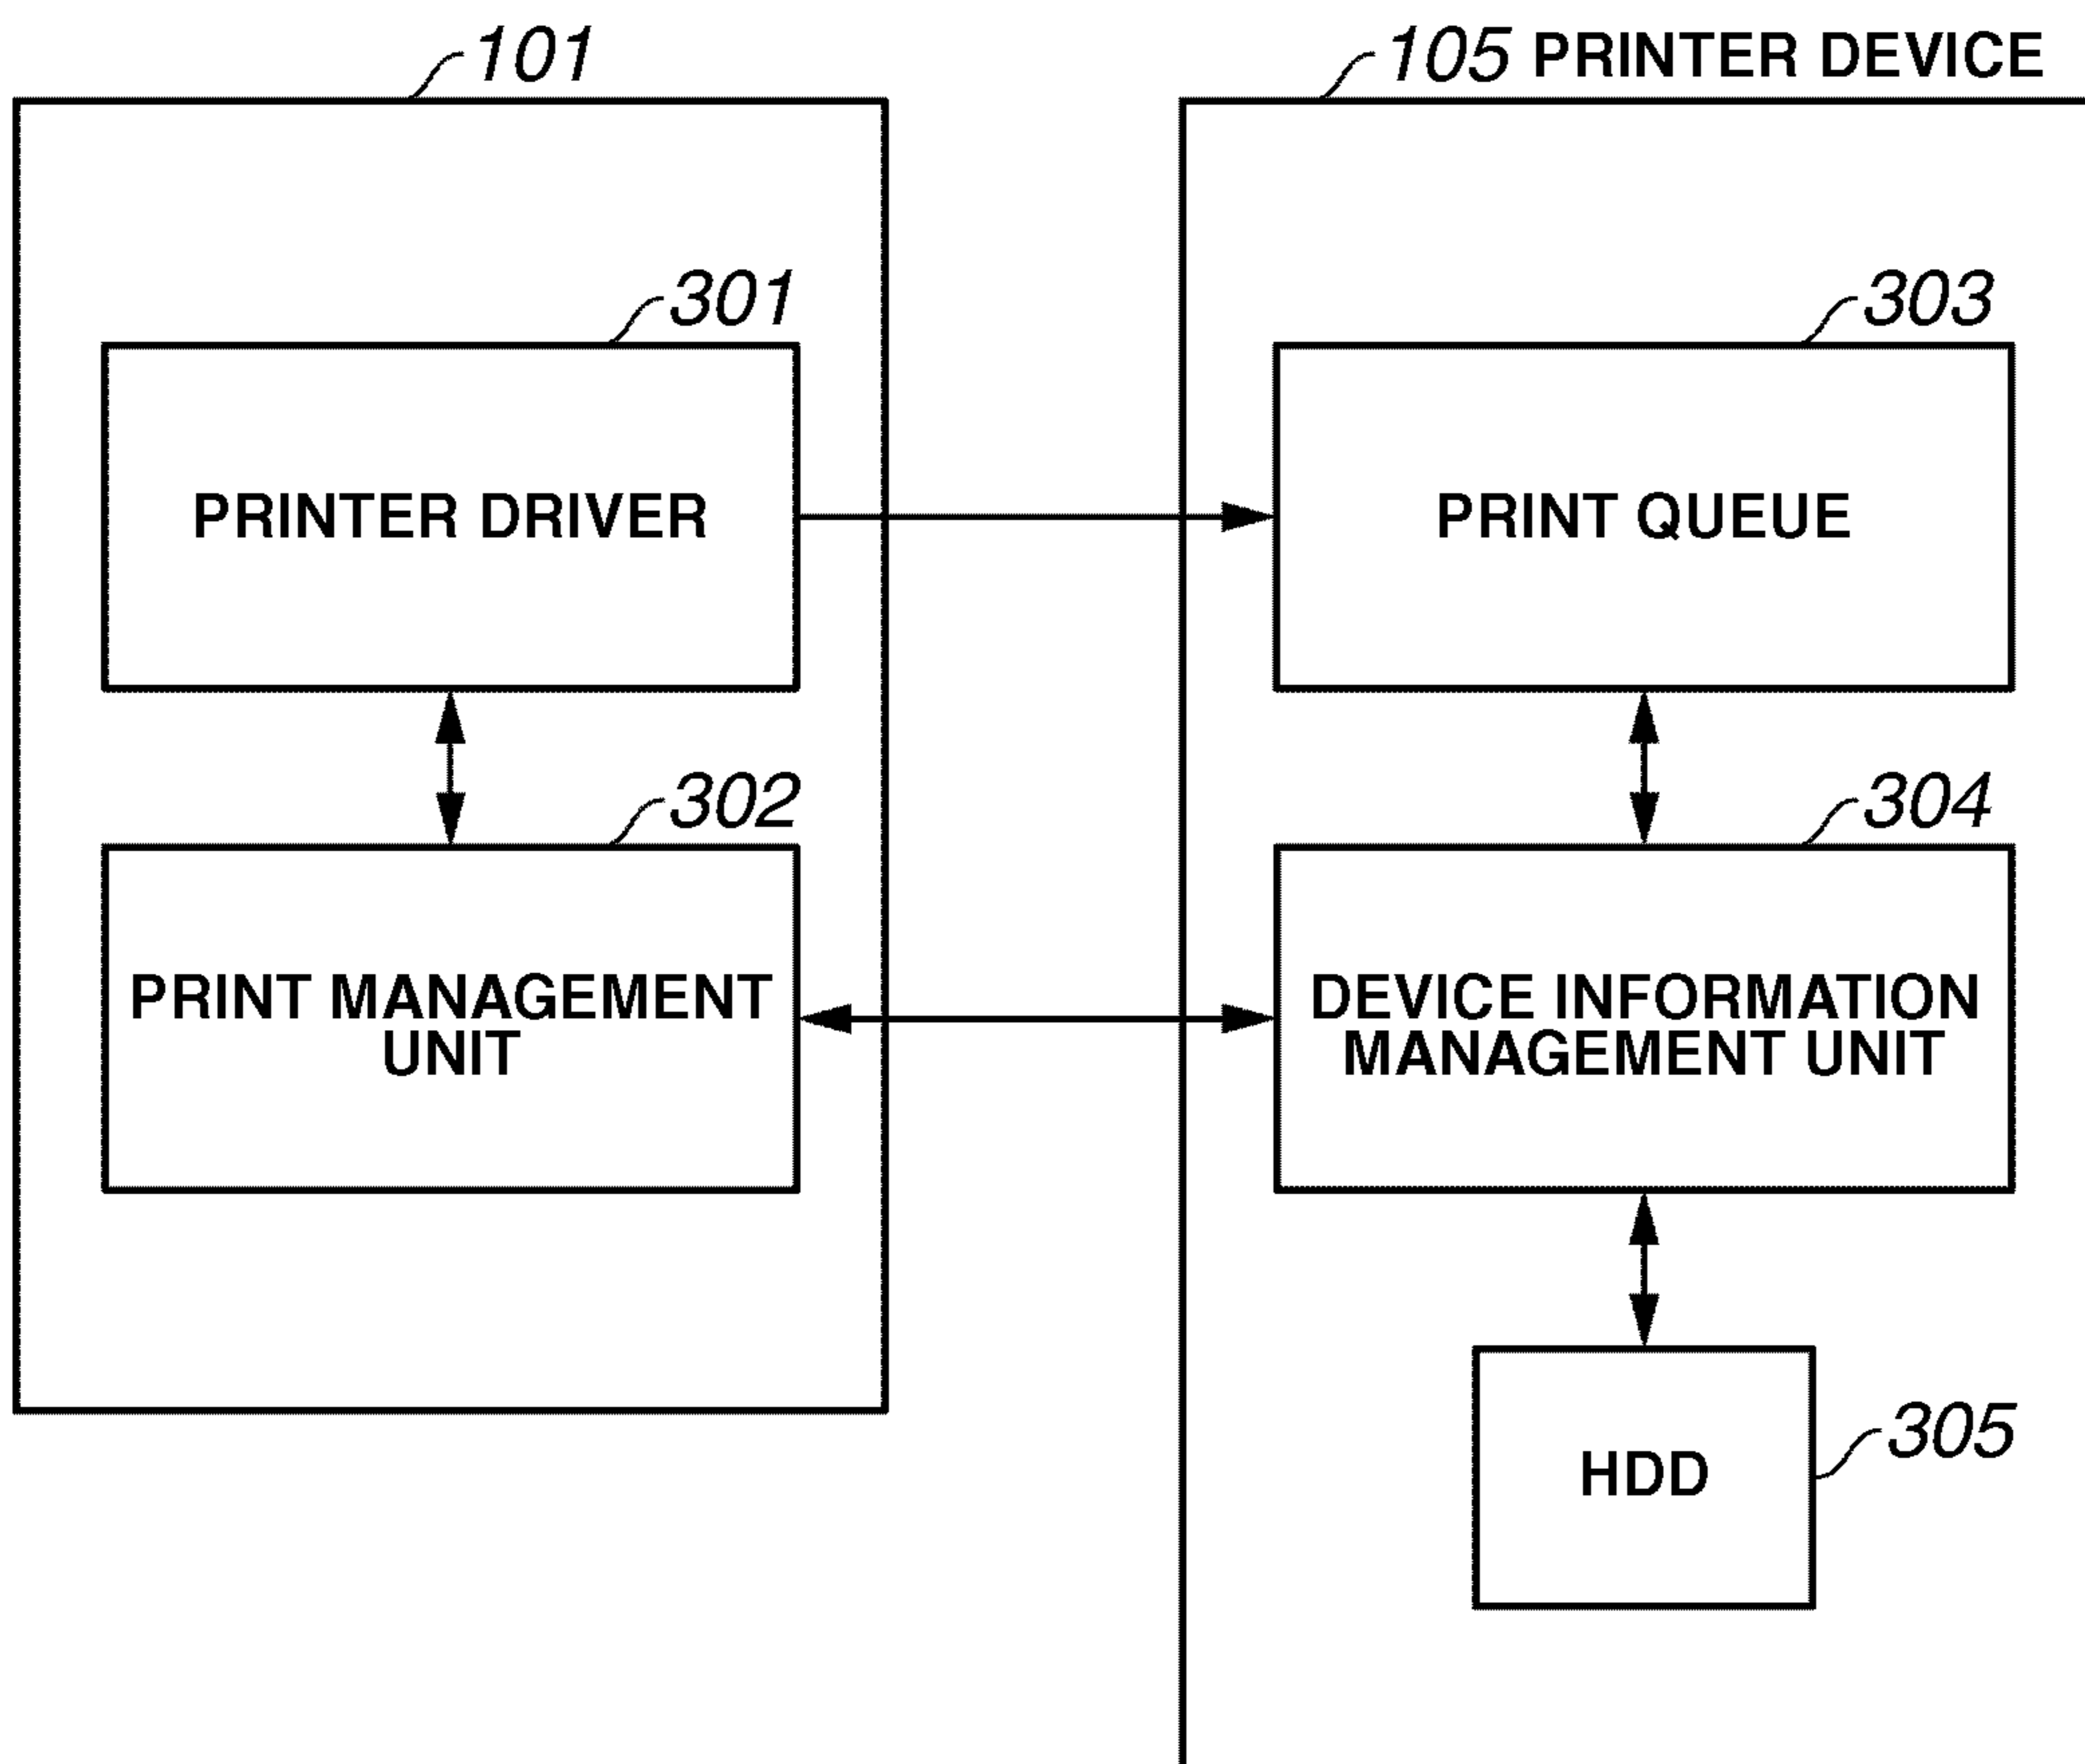 101
105 PRINTER DEVICE
301
303
PRINTER DRIVER
PRINT QUEUE
302
304
PRINT MANAGEMENT
UNIT
DEVICE INFORMATION
MANAGEMENT UNIT
HDD
305